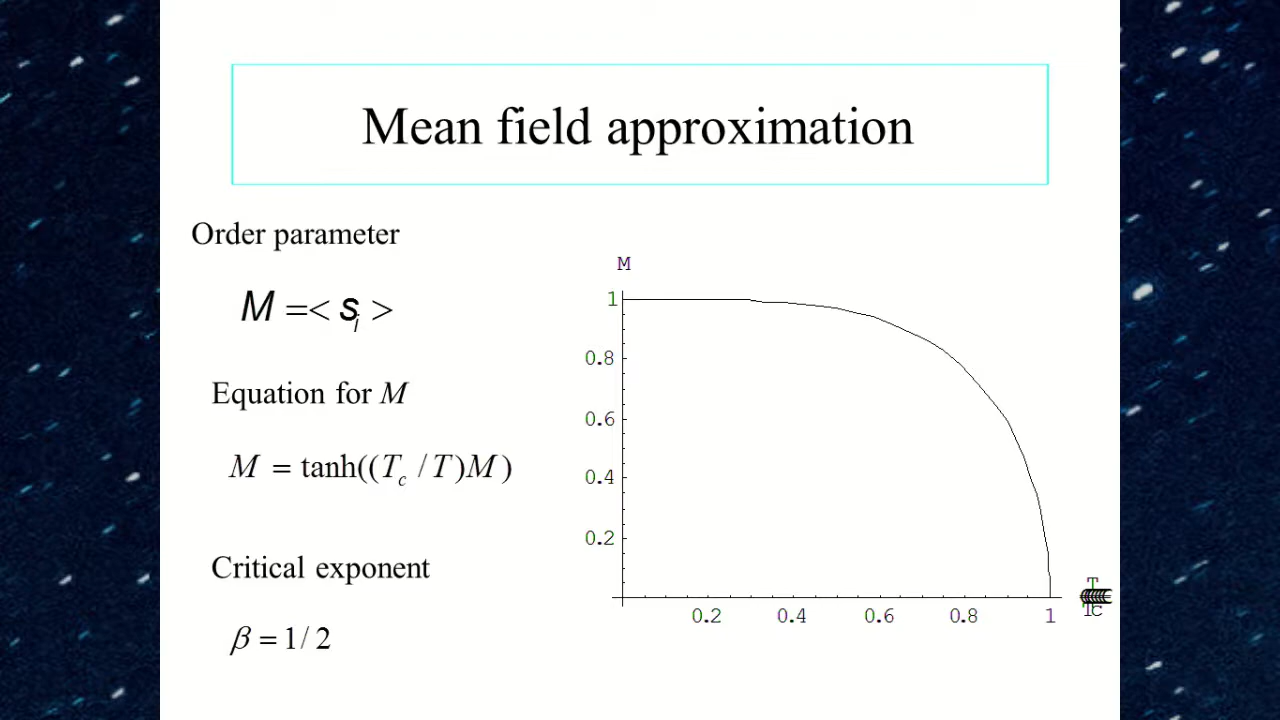 Mean field approximation
Order parameter
M =< s_i >
Equation for M
M = tanh((T_c / T)M)
Critical exponent
β = 1/ 2
M
1
0.8
0.6
0.4
0.2
0.2 0.4 0.6 0.8 1
T
Tc